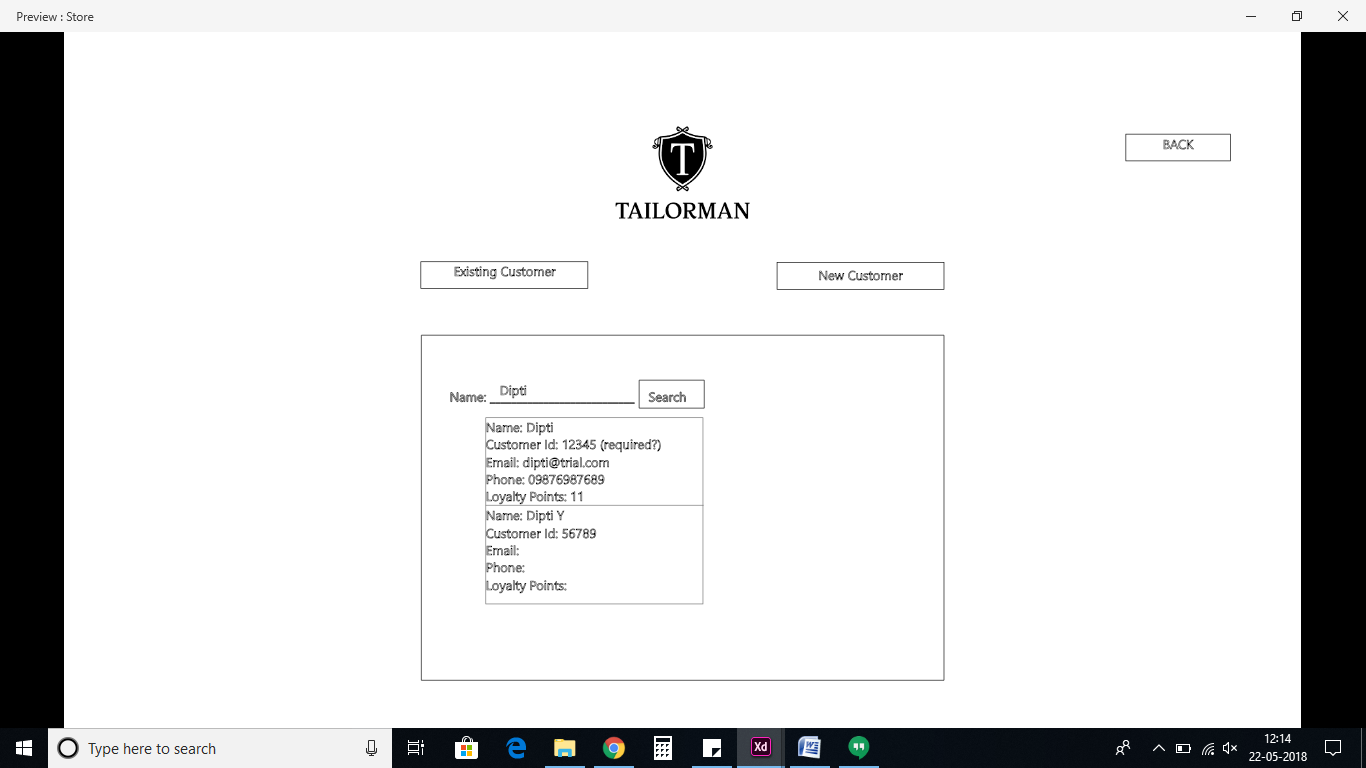 Preview : Store
T
TAILORMAN
BACK
Existing Customer
New Customer
Name: Dipti
Search
Name: Dipti
Customer Id: 12345 (required?)
Email: dipti@trial.com
Phone: 09876987689
Loyalty Points: 11
Name: Dipti Y
Customer Id: 56789
Email:
Phone:
Loyalty Points:
Type here to search
Xd
W
12:14
22-05-2018